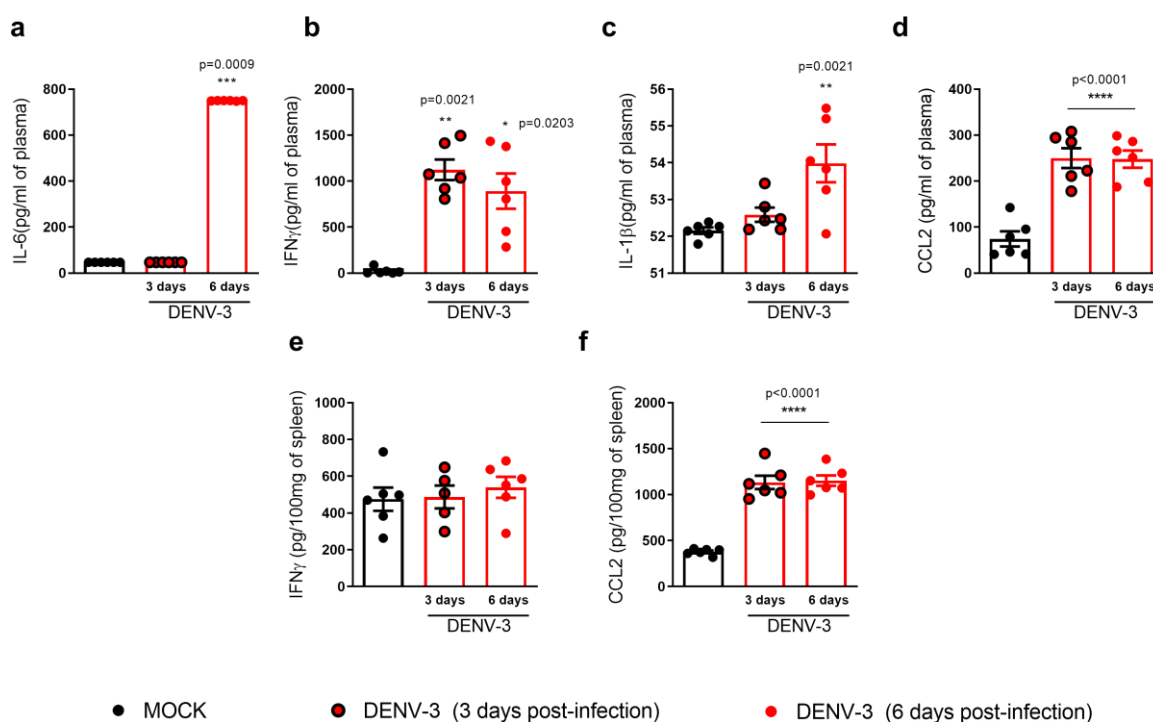 a
b
c
d
IL-6(pg/ml of plasma)
800
600
400
200
0
p=0.0009
***
3 days
6 days
DENV-3
IFNγ(pg/ml of plasma)
2000
1500
1000
500
0
p=0.0021
**
*
p=0.0203
3 days
6 days
DENV-3
IL-1β(pg/ml of plasma)
56
55
54
53
52
51
p=0.0021
**
3 days
6 days
DENV-3
CCL2 (pg/ml of plasma)
400
300
200
100
0
p<0.0001
****
3 days
6 days
DENV-3
e
f
IFNγ (pg/100mg of spleen)
1000
800
600
400
200
0
3 days
6 days
DENV-3
CCL2 (pg/100mg of spleen)
2000
1500
1000
500
0
p<0.0001
****
3 days
6 days
DENV-3
MOCK
DENV-3 (3 days post-infection)
DENV-3 (6 days post-infection)